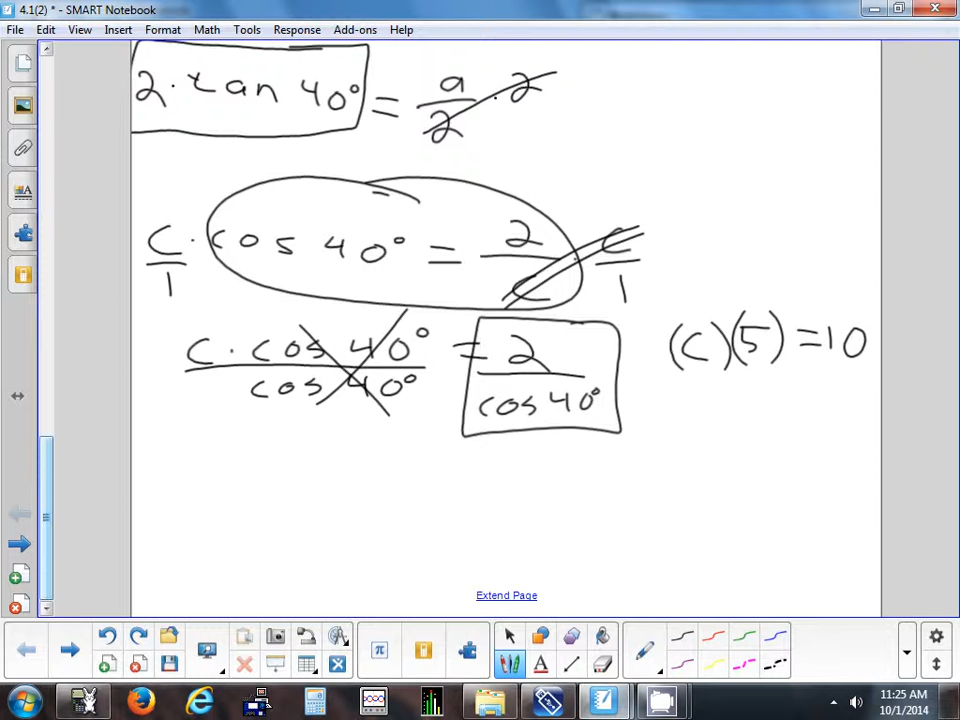 4.1(2) * - SMART Notebook
File Edit View Insert Format Math Tools Response Add-ons Help
2 · tan 40° = a/2 · 2
C/1 · cos 40° = 2/C · C/1
C · cos 40° / cos 40° = 2 / cos 40°
(C)(5) = 10
Extend Page
11:25 AM
10/1/2014